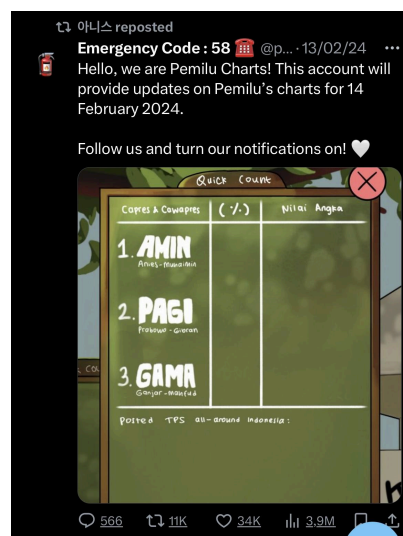 아니스 reposted
Emergency Code : 58 ☎️ @p... · 13/02/24
Hello, we are Pemilu Charts! This account will
provide updates on Pemilu's charts for 14
February 2024.
Follow us and turn our notifications on! 🤍
Quick Count
Capres & Cawapres (%) Nilai Angka
1. AMIN
Anies-Muhaimin
2. PAGI
Prabowo-Gibran
3. GAMA
Ganjar-Mahfud
Posted TPS all-around Indonesia:
566 11K 34K 3,9M